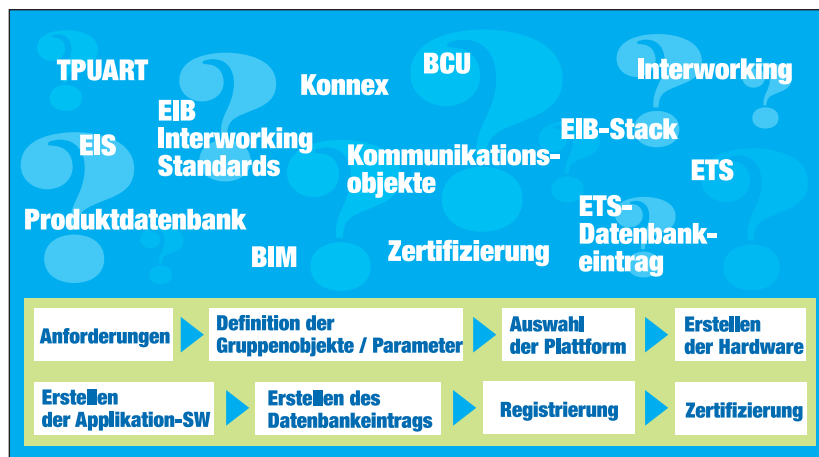 TPUART
Konnex
BCU
Interworking
EIS
EIB
Interworking
Standards
Kommunikations-
objekte
EIB-Stack
ETS
Produktdatenbank
BIM
Zertifizierung
ETS-
Datenbank-
eintrag
Anforderungen
Definition der
Gruppenobjekte / Parameter
Auswahl
der Plattform
Erstellen
der Hardware
Erstellen
der Applikation-SW
Erstellen des
Datenbankeintrags
Registrierung
Zertifizierung